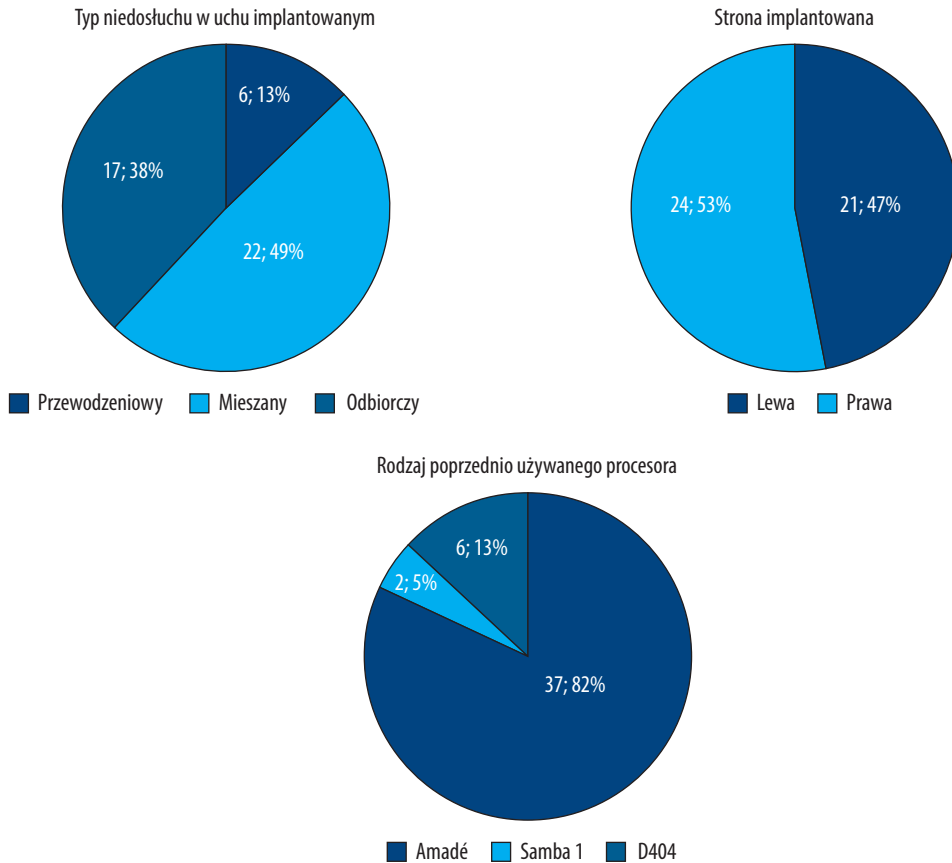 Typ niedosłuchu w uchu implantowanym
6; 13%
17; 38%
22; 49%
Przewodzeniowy Mieszany Odbiorczy
Strona implantowana
24; 53% 21; 47%
Lewa Prawa
Rodzaj poprzednio używanego procesora
6; 13%
2; 5%
37; 82%
Amadé Samba 1 D404